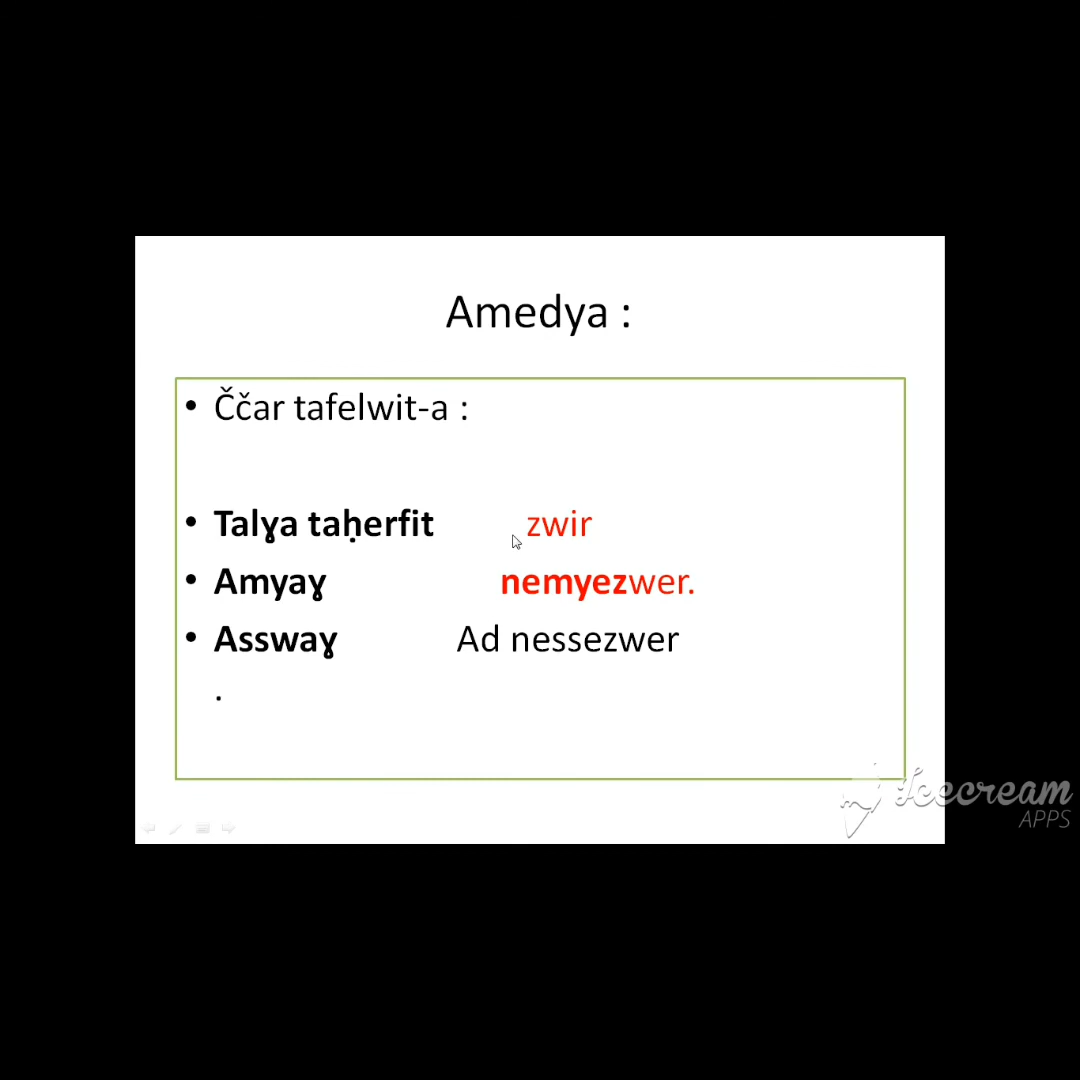 Amedya :
• Ččar tafelwit-a :
• Talɣa taḥerfit zwir
• Amyaɣ nemyezwer.
• Asswaɣ Ad nessezwer
.
Icecream
APPS